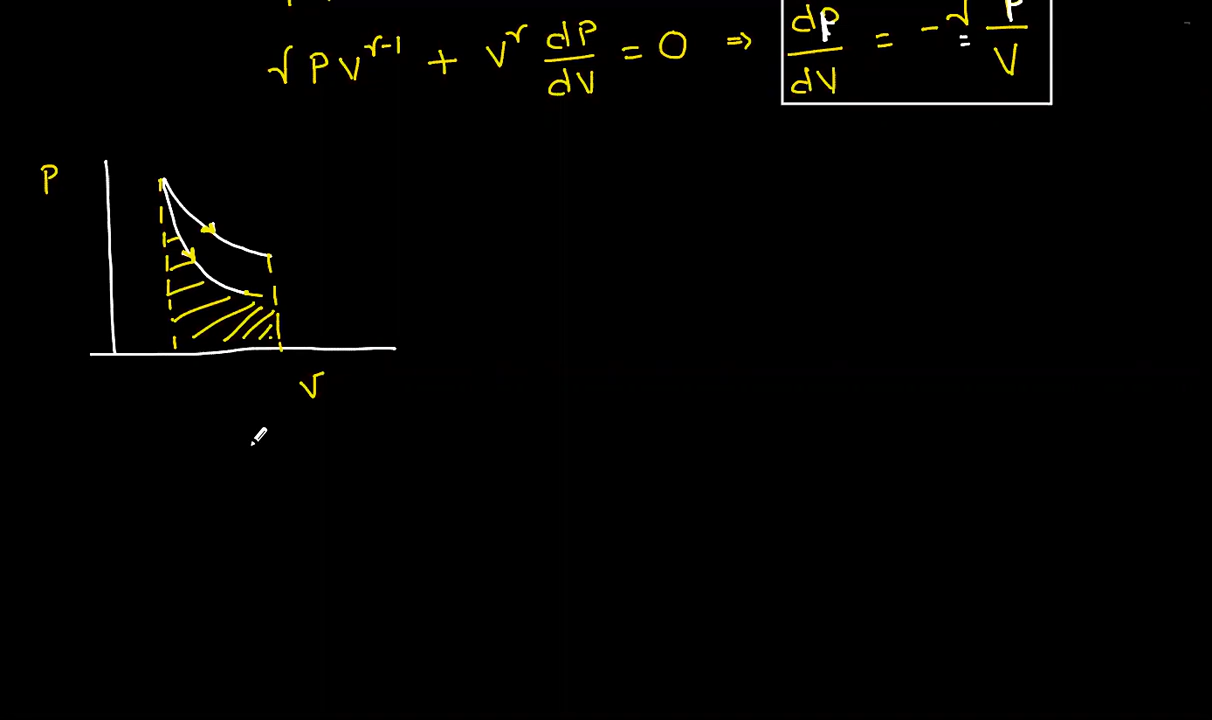 γ P V^{γ-1} + V^γ dP/dV = 0 ⇒ dP/dV = - γ P/V
P
V